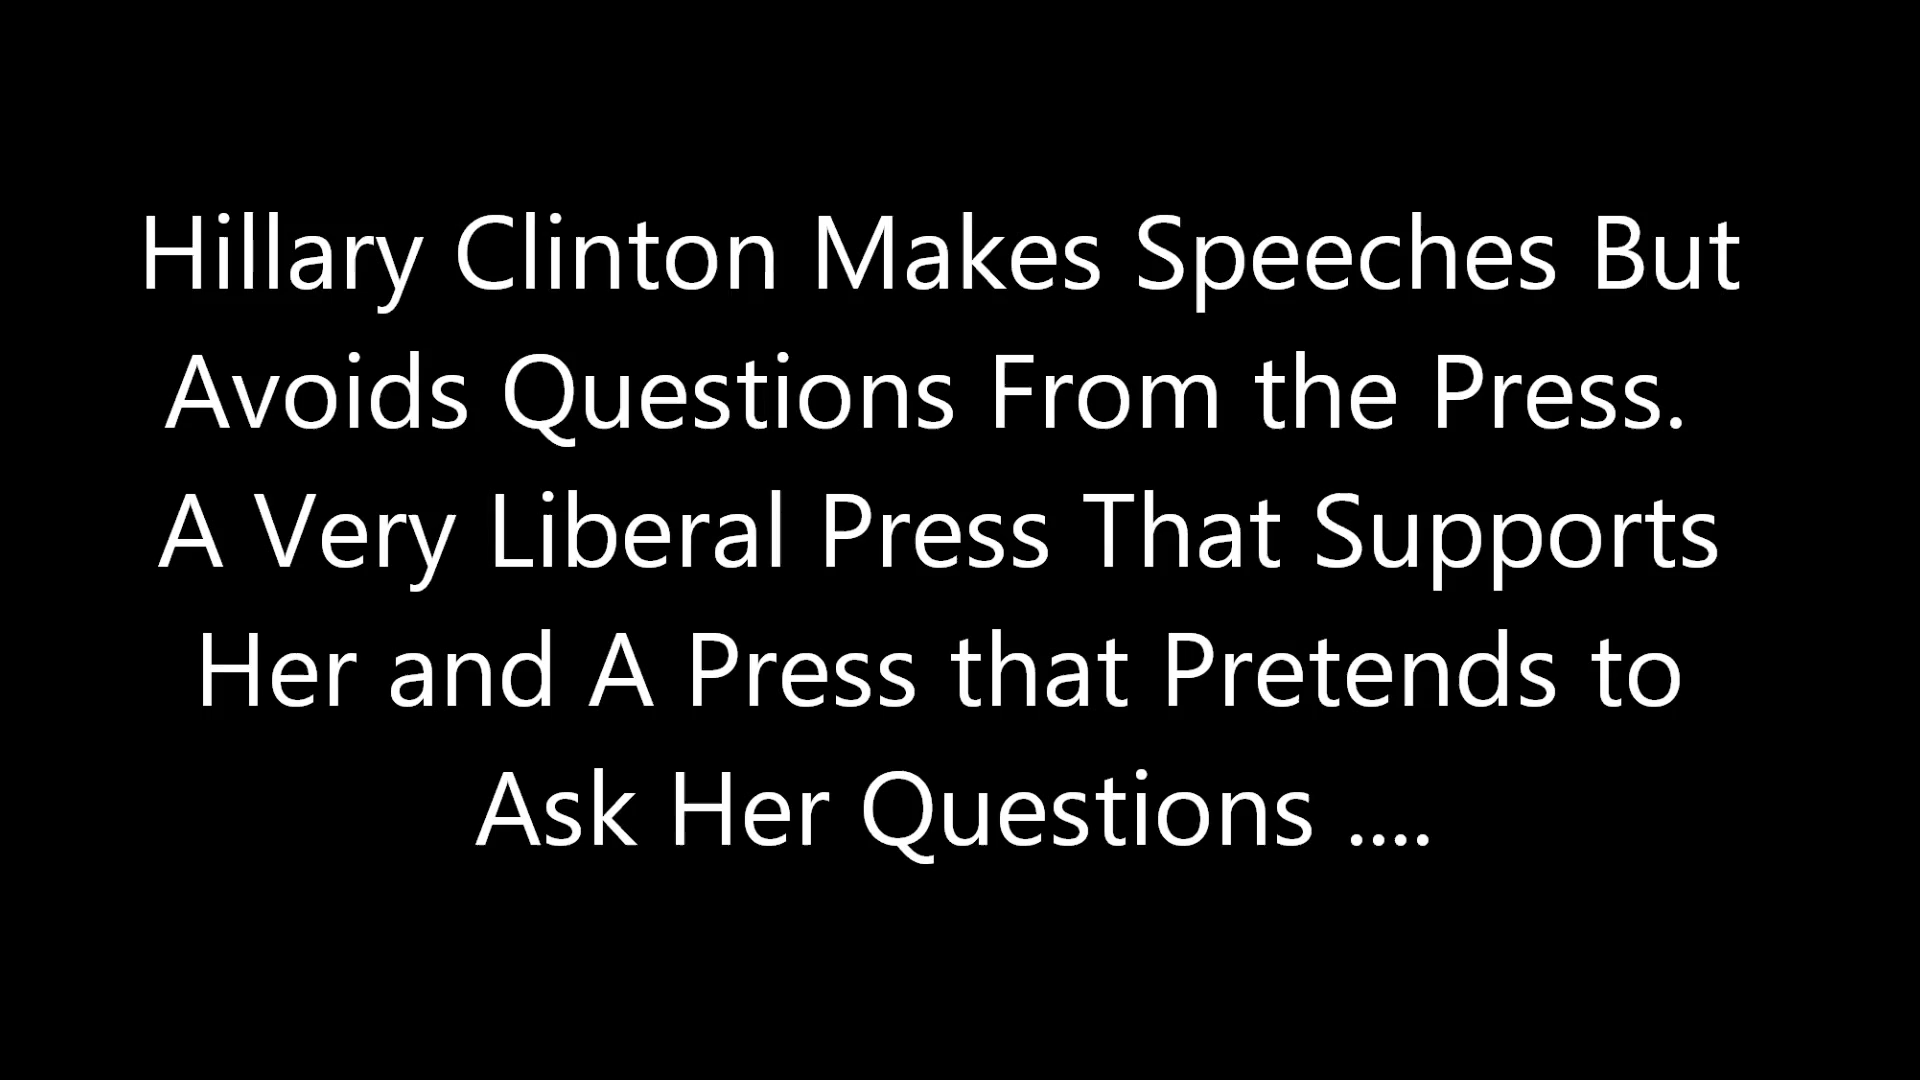 Hillary Clinton Makes Speeches But
Avoids Questions From the Press.
A Very Liberal Press That Supports
Her and A Press that Pretends to
Ask Her Questions ....